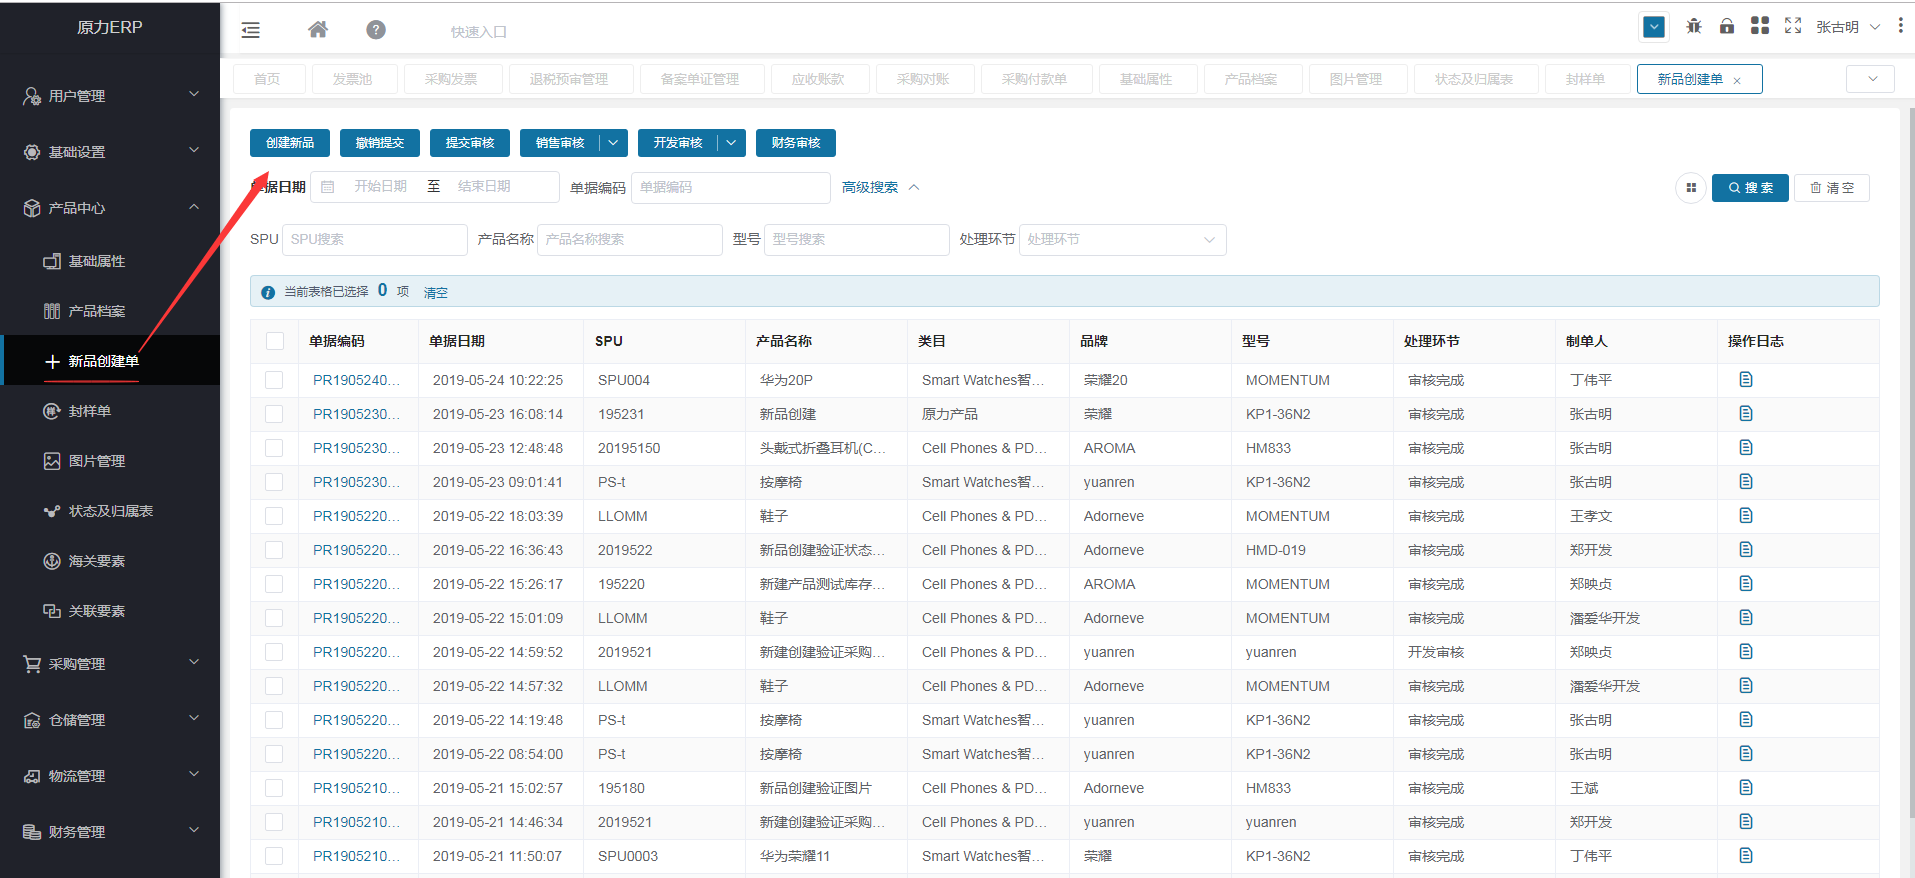 原力ERP
快速入口
张古明
首页 发票池 采购发票 退税预审管理 备案单证管理 应收账款 采购对账 采购付款单 基础属性 产品档案 图片管理 状态及归属表 封样单 新品创建单
用户管理
基础设置
产品中心
基础属性
产品档案
新品创建单
封样单
图片管理
状态及归属表
海关要素
关联要素
采购管理
仓储管理
物流管理
财务管理
创建新品 撤销提交 提交审核 销售审核 开发审核 财务审核
单据日期 开始日期 至 结束日期 单据编码 单据编码 高级搜索 搜索 清空
SPU SPU搜索 产品名称 产品名称搜索 型号 型号搜索 处理环节 处理环节
当前表格已选择 0 项 清空
单据编码 单据日期 SPU 产品名称 类目 品牌 型号 处理环节 制单人 操作日志
PR1905240... 2019-05-24 10:22:25 SPU004 华为20P Smart Watches智... 荣耀20 MOMENTUM 审核完成 丁伟平
PR1905230... 2019-05-23 16:08:14 195231 新品创建 原力产品 荣耀 KP1-36N2 审核完成 张古明
PR1905230... 2019-05-23 12:48:48 20195150 头戴式折叠耳机(C... Cell Phones & PD... AROMA HM833 审核完成 张古明
PR1905230... 2019-05-23 09:01:41 PS-t 按摩椅 Smart Watches智... yuanren KP1-36N2 审核完成 张古明
PR1905220... 2019-05-22 18:03:39 LLOMM 鞋子 Cell Phones & PD... Adorneve MOMENTUM 审核完成 王孝文
PR1905220... 2019-05-22 16:36:43 2019522 新品创建验证状态... Cell Phones & PD... Adorneve HMD-019 审核完成 郑开发
PR1905220... 2019-05-22 15:26:17 195220 新建产品测试库存... Cell Phones & PD... AROMA MOMENTUM 审核完成 郑映贞
PR1905220... 2019-05-22 15:01:09 LLOMM 鞋子 Cell Phones & PD... Adorneve MOMENTUM 审核完成 潘爱华开发
PR1905220... 2019-05-22 14:59:52 2019521 新建创建验证采购... Cell Phones & PD... yuanren yuanren 开发审核 郑映贞
PR1905220... 2019-05-22 14:57:32 LLOMM 鞋子 Cell Phones & PD... Adorneve MOMENTUM 审核完成 潘爱华开发
PR1905220... 2019-05-22 14:19:48 PS-t 按摩椅 Smart Watches智... yuanren KP1-36N2 审核完成 张古明
PR1905220... 2019-05-22 08:54:00 PS-t 按摩椅 Smart Watches智... yuanren KP1-36N2 审核完成 张古明
PR1905210... 2019-05-21 15:02:57 195180 新品创建验证图片 Cell Phones & PD... Adorneve HM833 审核完成 王斌
PR1905210... 2019-05-21 14:46:34 2019521 新建创建验证采购... Cell Phones & PD... yuanren yuanren 审核完成 郑开发
PR1905210... 2019-05-21 11:50:07 SPU0003 华为荣耀11 Smart Watches智... 荣耀 KP1-36N2 审核完成 丁伟平